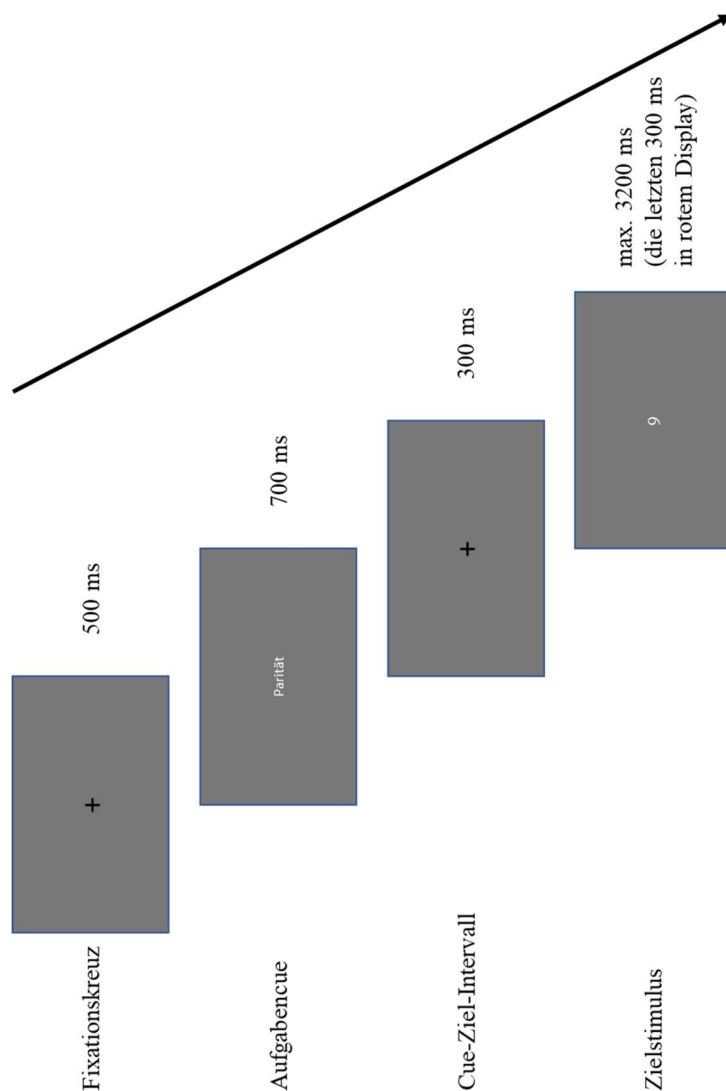 Fixationskreuz
+
500 ms
Aufgabencue
Parität
700 ms
Cue-Ziel-Intervall
+
300 ms
Zielstimulus
9
max. 3200 ms
(die letzten 300 ms
in rotem Display)